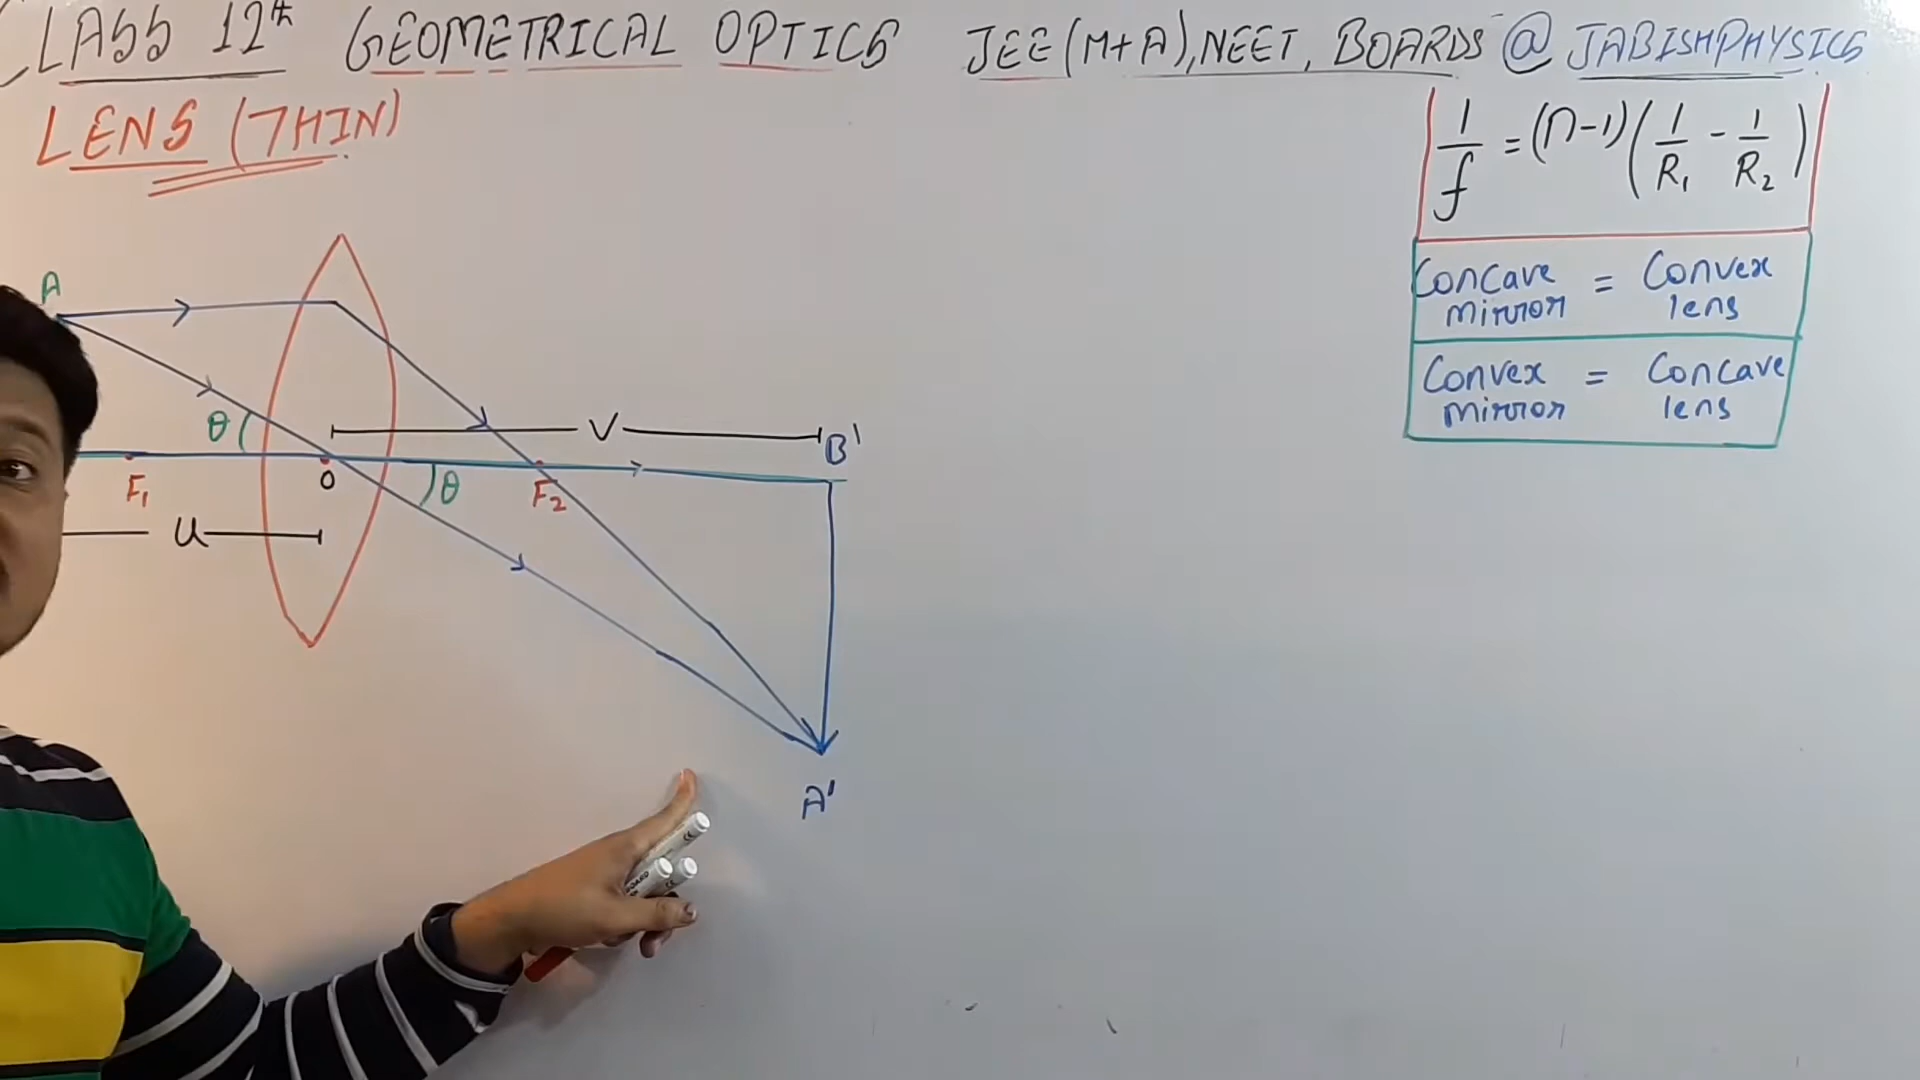 CLASS 12th GEOMETRICAL OPTICS JEE(M+A), NEET, BOARDS @ JABISHPHYSICS
LENS (THIN)
1/f = (n-1)(1/R1 - 1/R2)
Concave mirror = Convex lens
Convex mirror = Concave lens
A
θ
V
B'
F1
O
θ
F2
u
A'